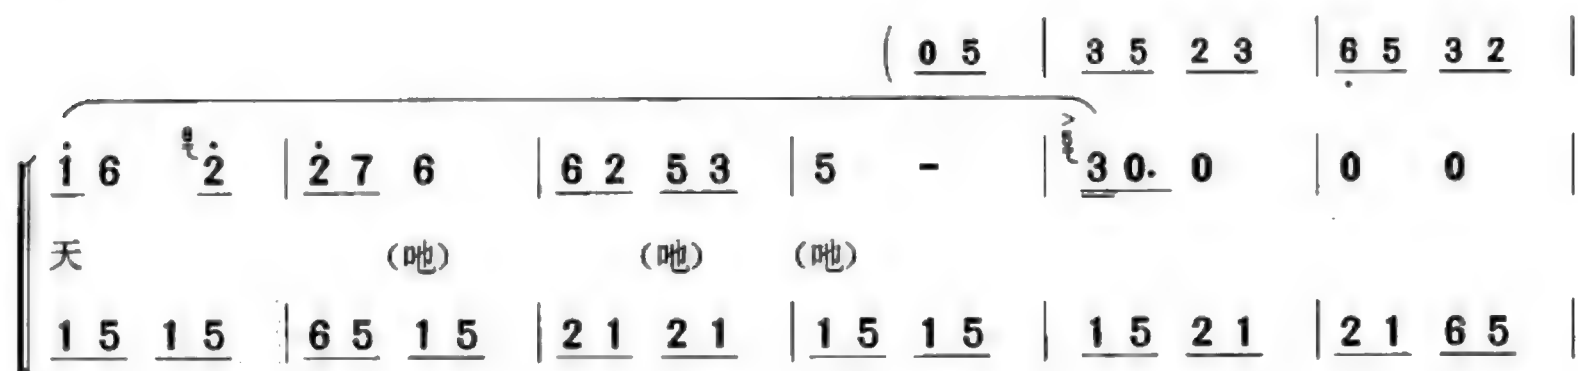 ( 0 5 | 3 5 2 3 | 6̣ 5 3 2 |
1̇ 6 2̇ | 2̇ 7 6 | 6 2 5 3 | 5 - | 3 0. 0 | 0 0 |
天 (吔) (吔) (吔)
1 5 1 5 | 6 5 1 5 | 2 1 2 1 | 1 5 1 5 | 1 5 2 1 | 2 1 6 5 |